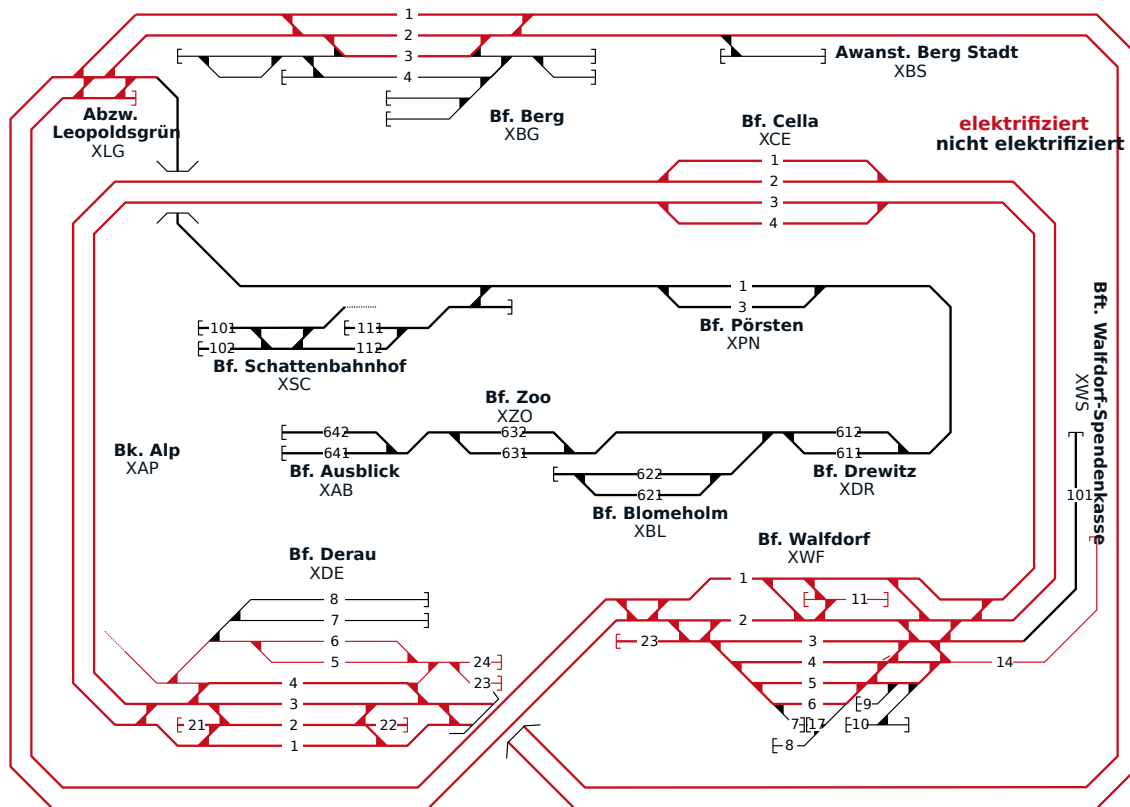 1
2
3
4
Awanst. Berg Stadt
XBS
Abzw.
Leopoldsgrün
XLG
Bf. Berg
XBG
Bf. Cella
XCE
elektrifiziert
nicht elektrifiziert
1
2
3
4
1
3
Bf. Pörsten
XPN
101
111
102
112
Bf. Schattenbahnhof
XSC
Bft. Walfdorf-Spendenkasse
XWS
101
Bf. Zoo
XZO
642
632
612
641
631
611
Bk. Alp
XAP
Bf. Ausblick
XAB
622
621
Bf. Drewitz
XDR
Bf. Blomeholm
XBL
Bf. Derau
XDE
Bf. Walfdorf
XWF
8
7
6
5
24
4
23
3
21
2
22
1
1
11
2
23
3
4
14
5
6
9
7
17
10
8